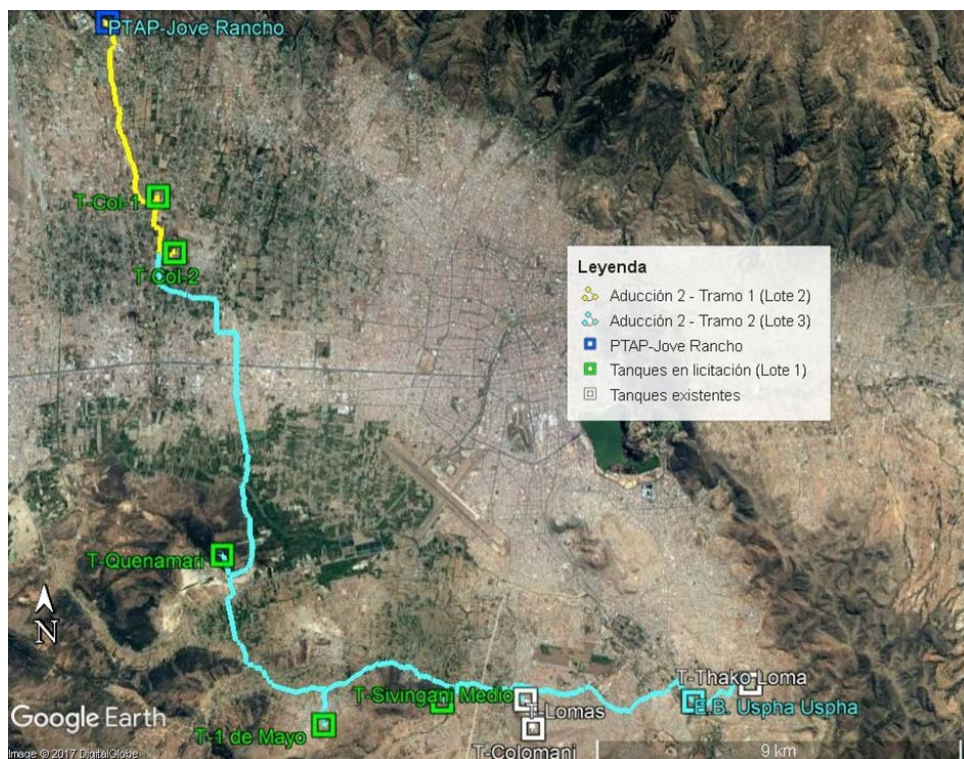 PTAP-Jove Rancho
T-Col-1
T-Col-2
Leyenda
Aducción 2 - Tramo 1 (Lote 2)
Aducción 2 - Tramo 2 (Lote 3)
PTAP-Jove Rancho
Tanques en licitación (Lote 1)
Tanques existentes
T-Quenamari
N
T-Thako Loma
T-Sivingani Medio
E.B. Uspha Uspha
T-Lomas
Google Earth
T-1 de Mayo
T-Colomani
9 km
Image © 2017 DigitalGlobe